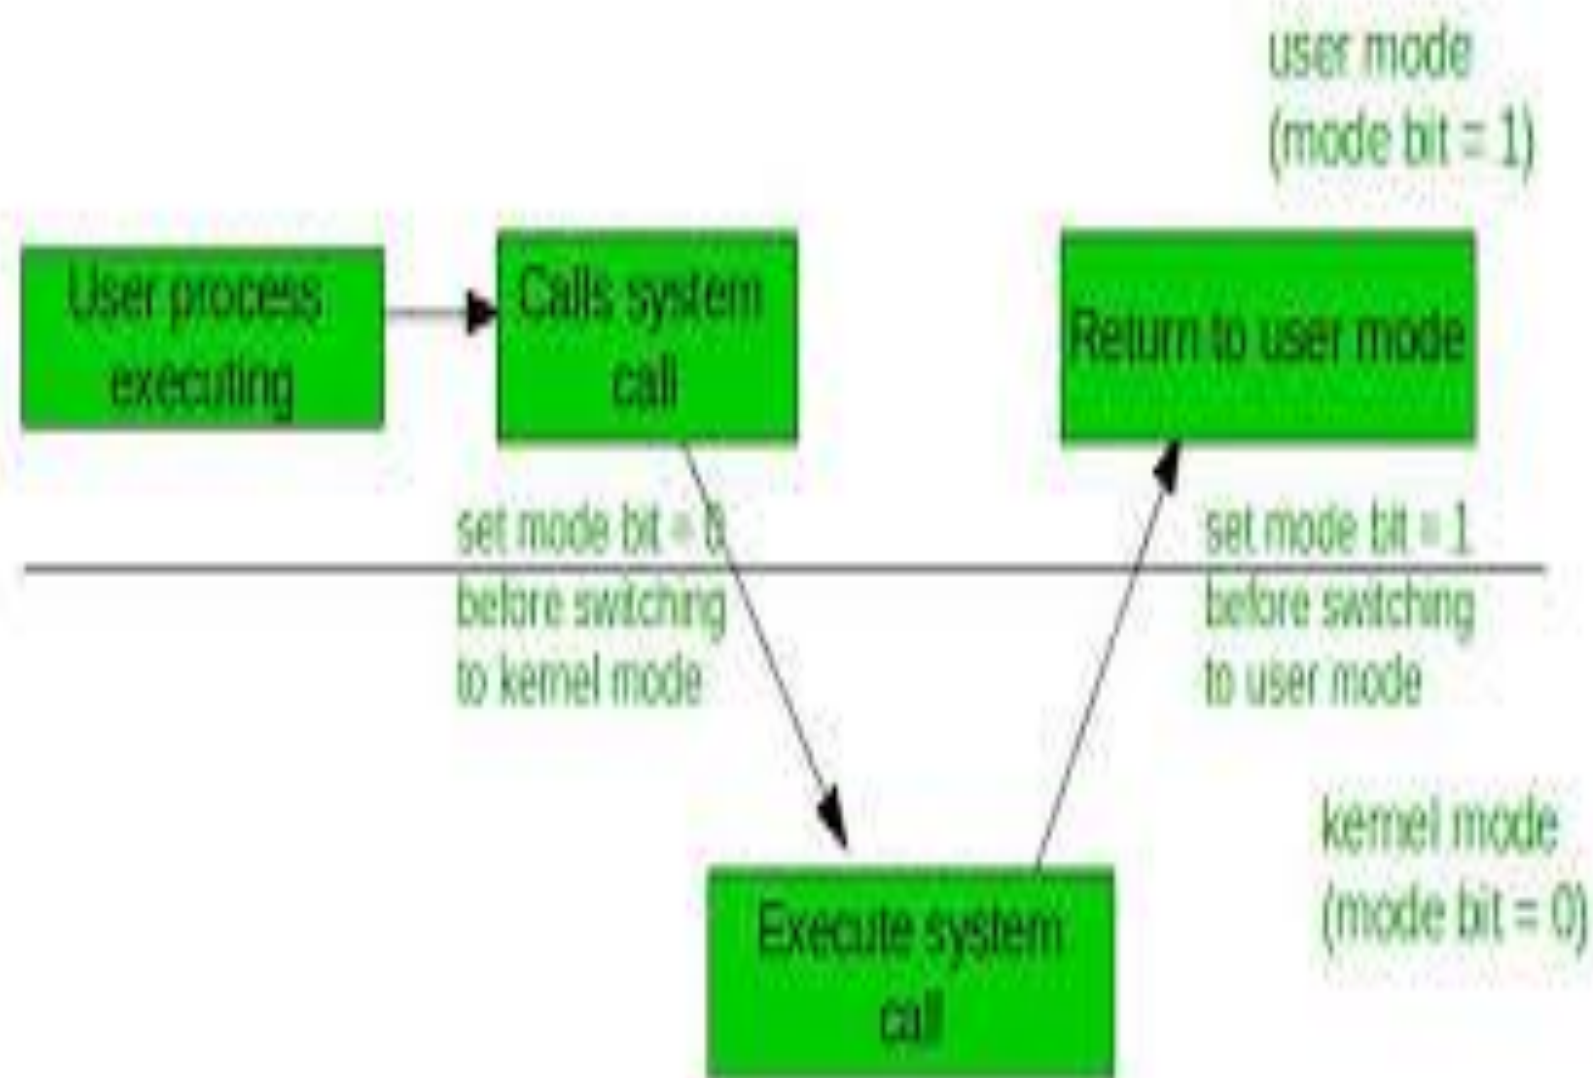 user mode
(mode bit = 1)
User process
executing
Calls system
call
Return to user mode
set mode bit = 0
before switching
to kernel mode
set mode bit = 1
before switching
to user mode
kernel mode
(mode bit = 0)
Execute system
call